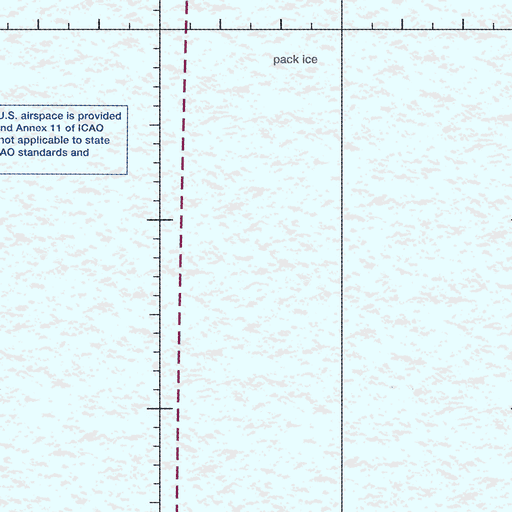 pack ice
U.S. airspace is provided
nd Annex 11 of ICAO
not applicable to state
AO standards and